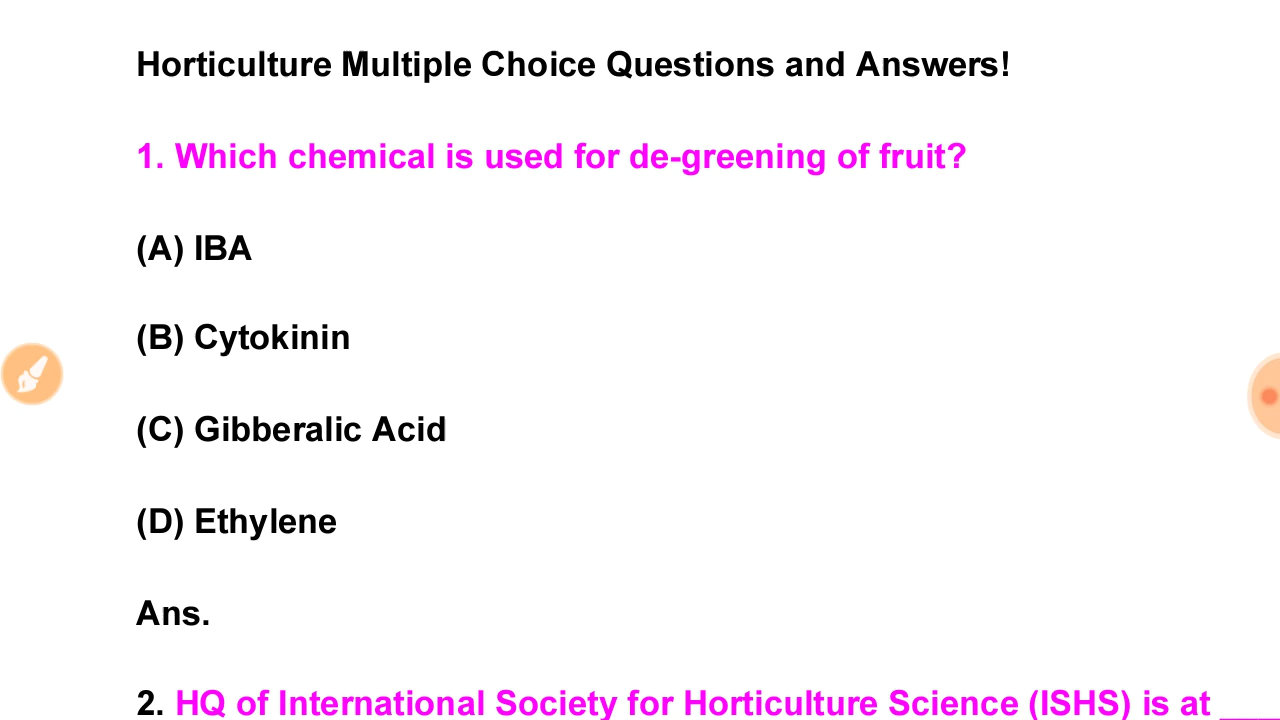 Horticulture Multiple Choice Questions and Answers!
1. Which chemical is used for de-greening of fruit?
(A) IBA
(B) Cytokinin
(C) Gibberalic Acid
(D) Ethylene
Ans.
2. HQ of International Society for Horticulture Science (ISHS) is at ___